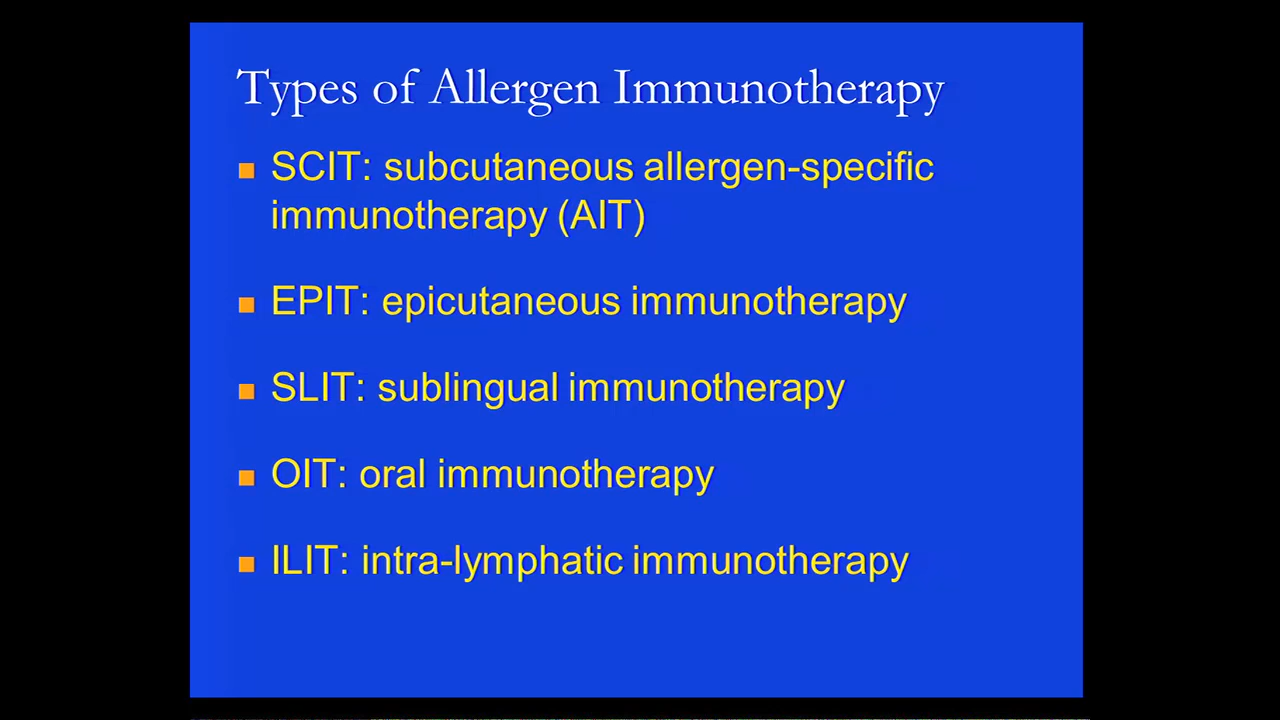 Types of Allergen Immunotherapy
SCIT: subcutaneous allergen-specific
immunotherapy (AIT)
EPIT: epicutaneous immunotherapy
SLIT: sublingual immunotherapy
OIT: oral immunotherapy
ILIT: intra-lymphatic immunotherapy